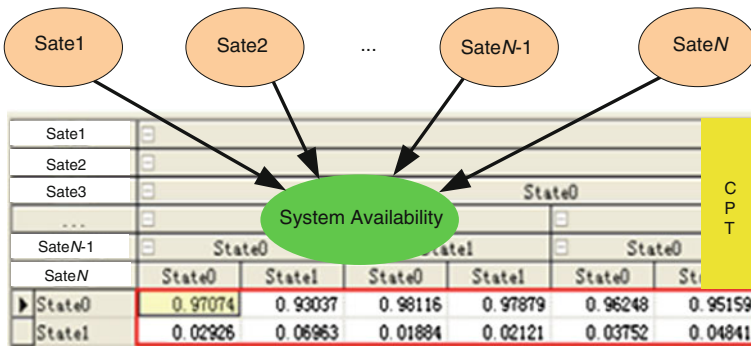 Sate1 Sate2 ... SateN-1 SateN
Sate1
Sate2
Sate3 State0
System Availability
...
SateN-1 State0 State0
SateN State0 State1 State0 State1 State0
State0 0.97074 0.93037 0.98116 0.97879 0.96248 0.95159
State1 0.02926 0.06963 0.01884 0.02121 0.03752 0.04841
C
P
T